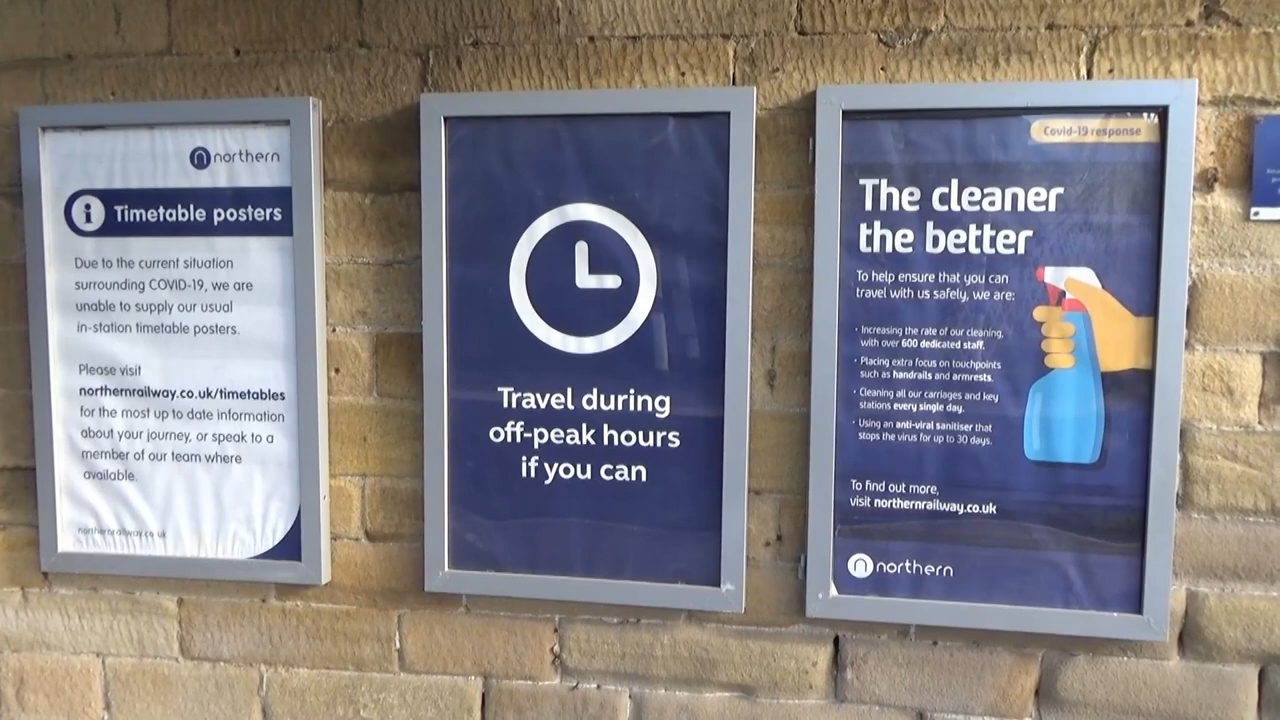 northern
i Timetable posters
Due to the current situation
surrounding COVID-19, we are
unable to supply our usual
in-station timetable posters.
Please visit
northernrailway.co.uk/timetables
for the most up to date information
about your journey, or speak to a
member of our team where
available.
northernrailway.co.uk
Travel during
off-peak hours
if you can
Covid-19 response
The cleaner
the better
To help ensure that you can
travel with us safely, we are:
· Increasing the rate of our cleaning,
with over 600 dedicated staff.
· Placing extra focus on touchpoints
such as handrails and armrests.
· Cleaning all our carriages and key
stations every single day.
· Using an anti-viral sanitiser that
stops the virus for up to 30 days.
To find out more,
visit northernrailway.co.uk
n northern